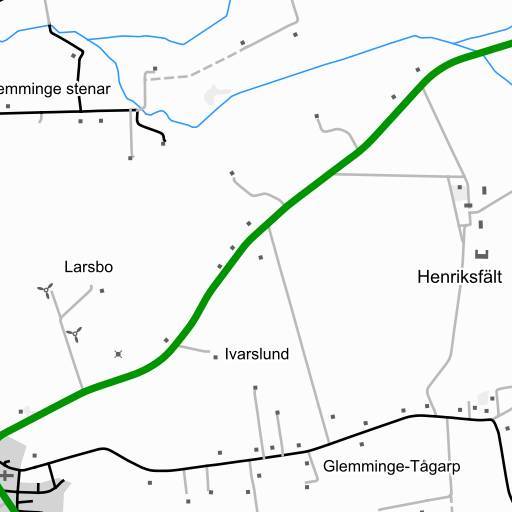 emminge stenar
Larsbo
Henriksfält
Ivarslund
Glemminge-Tågarp